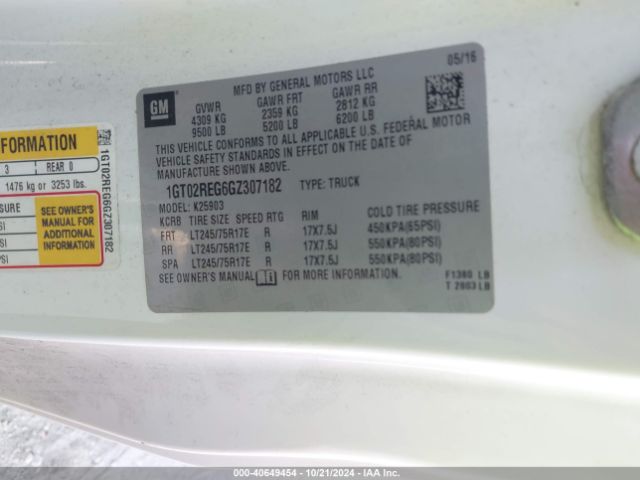 MFD BY GENERAL MOTORS LLC
05/16
GM
GVWR GAWR FRT GAWR RR
4309 KG 2359 KG 2812 KG
9500 LB 5200 LB 6200 LB
THIS VEHICLE CONFORMS TO ALL APPLICABLE U.S. FEDERAL MOTOR
VEHICLE SAFETY STANDARDS IN EFFECT ON THE DATE OF
MANUFACTURE SHOWN ABOVE.
1GT02REG6GZ307182 TYPE: TRUCK
MODEL: K25903
KCRB TIRE SIZE SPEED RTG RIM COLD TIRE PRESSURE
FRT LT245/75R17E R 17X7.5J 450KPA(65PSI)
RR LT245/75R17E R 17X7.5J 550KPA(80PSI)
SPA LT245/75R17E R 17X7.5J 550KPA(80PSI)
SEE OWNER'S MANUAL FOR MORE INFORMATION.
F1380 LB
T 2803 LB
FORMATION
3 REAR 0
1476 kg or 3253 lbs.
SURE
SEE OWNER'S
MANUAL FOR
ADDITIONAL
INFORMATION
PSI
1GT02REG6GZ307182
000-40649454 - 10/21/2024 - IAAI.COM